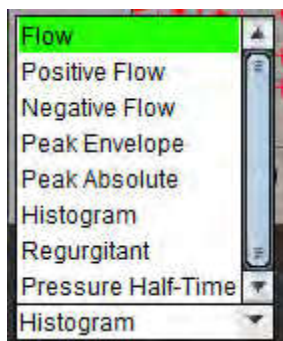 Flow
Positive Flow
Negative Flow
Peak Envelope
Peak Absolute
Histogram
Regurgitant
Pressure Half-Time
Histogram